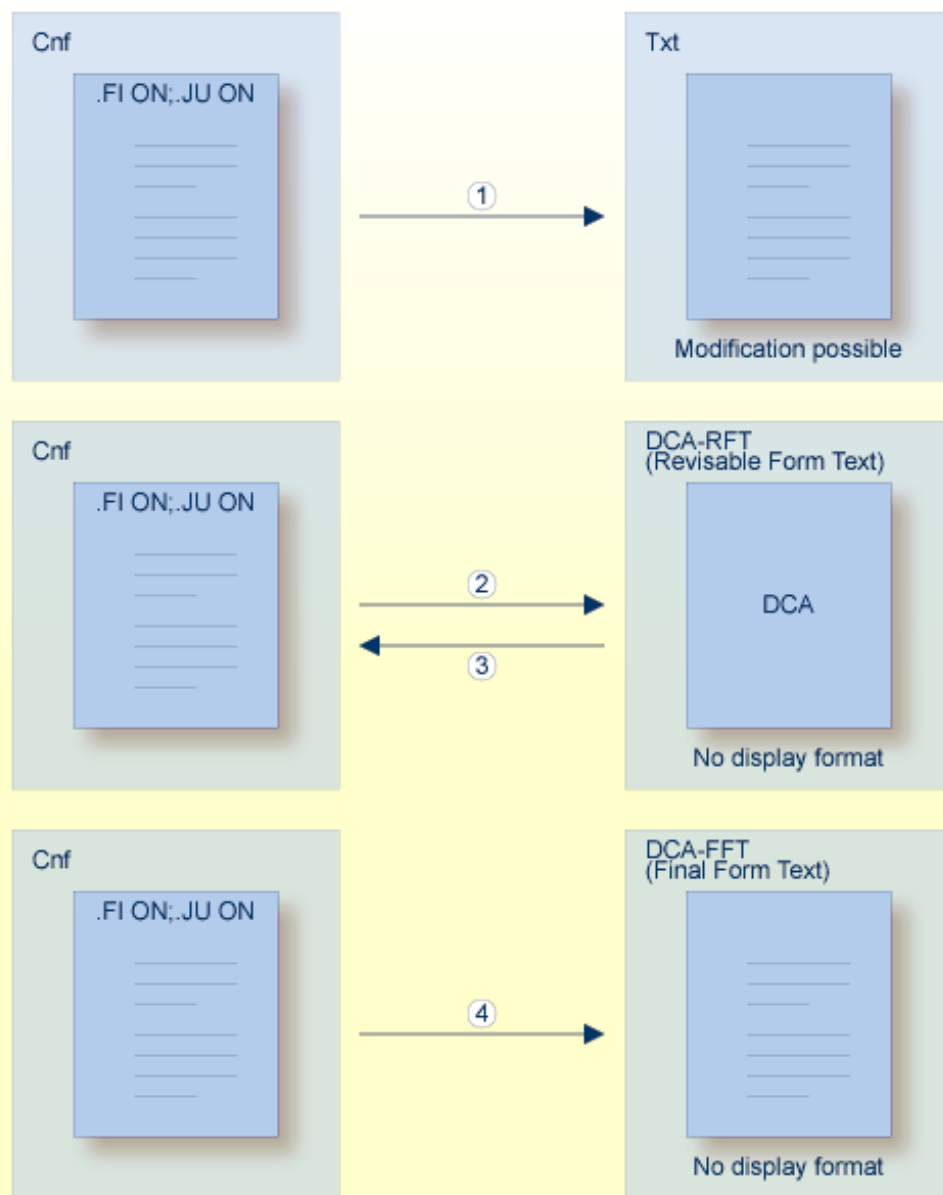 Cnf
Txt
.FI ON;.JU ON
1
Modification possible
Cnf
DCA-RFT
(Revisable Form Text)
.FI ON;.JU ON
2
DCA
3
No display format
Cnf
DCA-FFT
(Final Form Text)
.FI ON;.JU ON
4
No display format